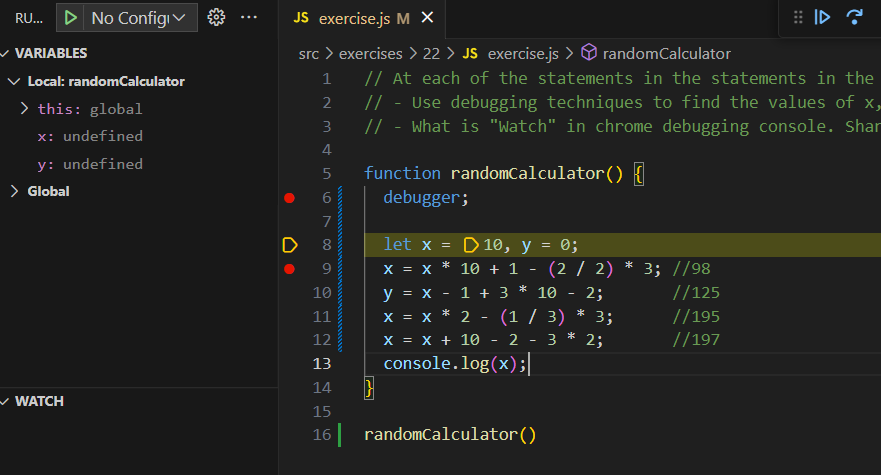 RU... No Configu ...
VARIABLES
Local: randomCalculator
this: global
x: undefined
y: undefined
Global
WATCH
JS exercise.js M
src > exercises > 22 > JS exercise.js > randomCalculator
1 // At each of the statements in the statements in the
2 // - Use debugging techniques to find the values of x,
3 // - What is "Watch" in chrome debugging console. Shar
4
5 function randomCalculator() {
6 debugger;
7
8 let x = 10, y = 0;
9 x = x * 10 + 1 - (2 / 2) * 3; //98
10 y = x - 1 + 3 * 10 - 2; //125
11 x = x * 2 - (1 / 3) * 3; //195
12 x = x + 10 - 2 - 3 * 2; //197
13 console.log(x);
14 }
15
16 randomCalculator()